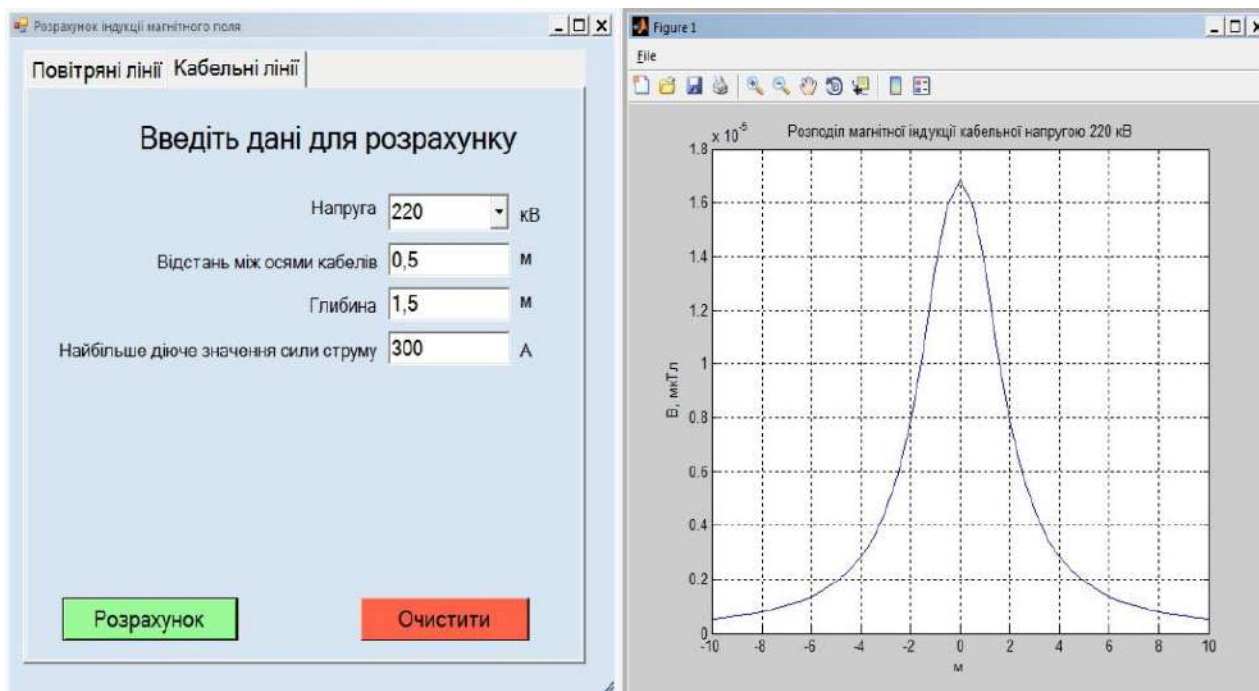 Розрахунок індукції магнітного поля
Повітряні лінії Кабельні лінії
Введіть дані для розрахунку
Напруга 220 кВ
Відстань між осями кабелів 0,5 м
Глибина 1,5 м
Найбільше діюче значення сили струму 300 А
Розрахунок Очистити
Figure 1
File
x 10^-5 Розподіл магнітної індукції кабельної напругою 220 кВ
1.8
1.6
1.4
1.2
1
0.8
0.6
0.4
0.2
0
В, мкТл
-10 -8 -6 -4 -2 0 2 4 6 8 10
м